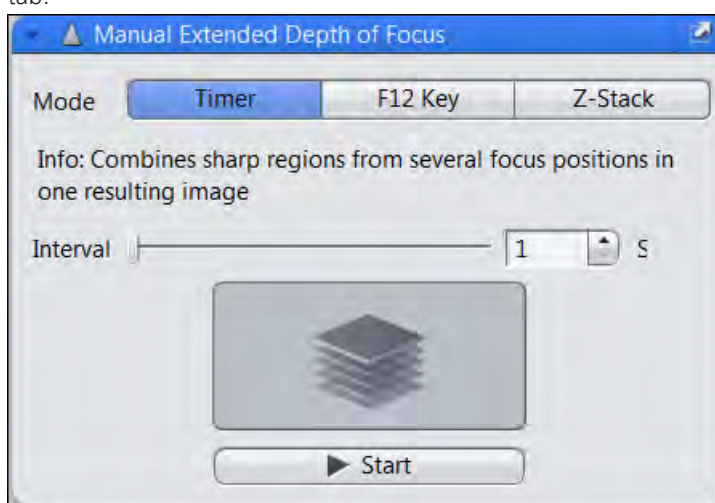 tab.
Manual Extended Depth of Focus
Mode Timer F12 Key Z-Stack
Info: Combines sharp regions from several focus positions in
one resulting image
Interval 1 S
Start